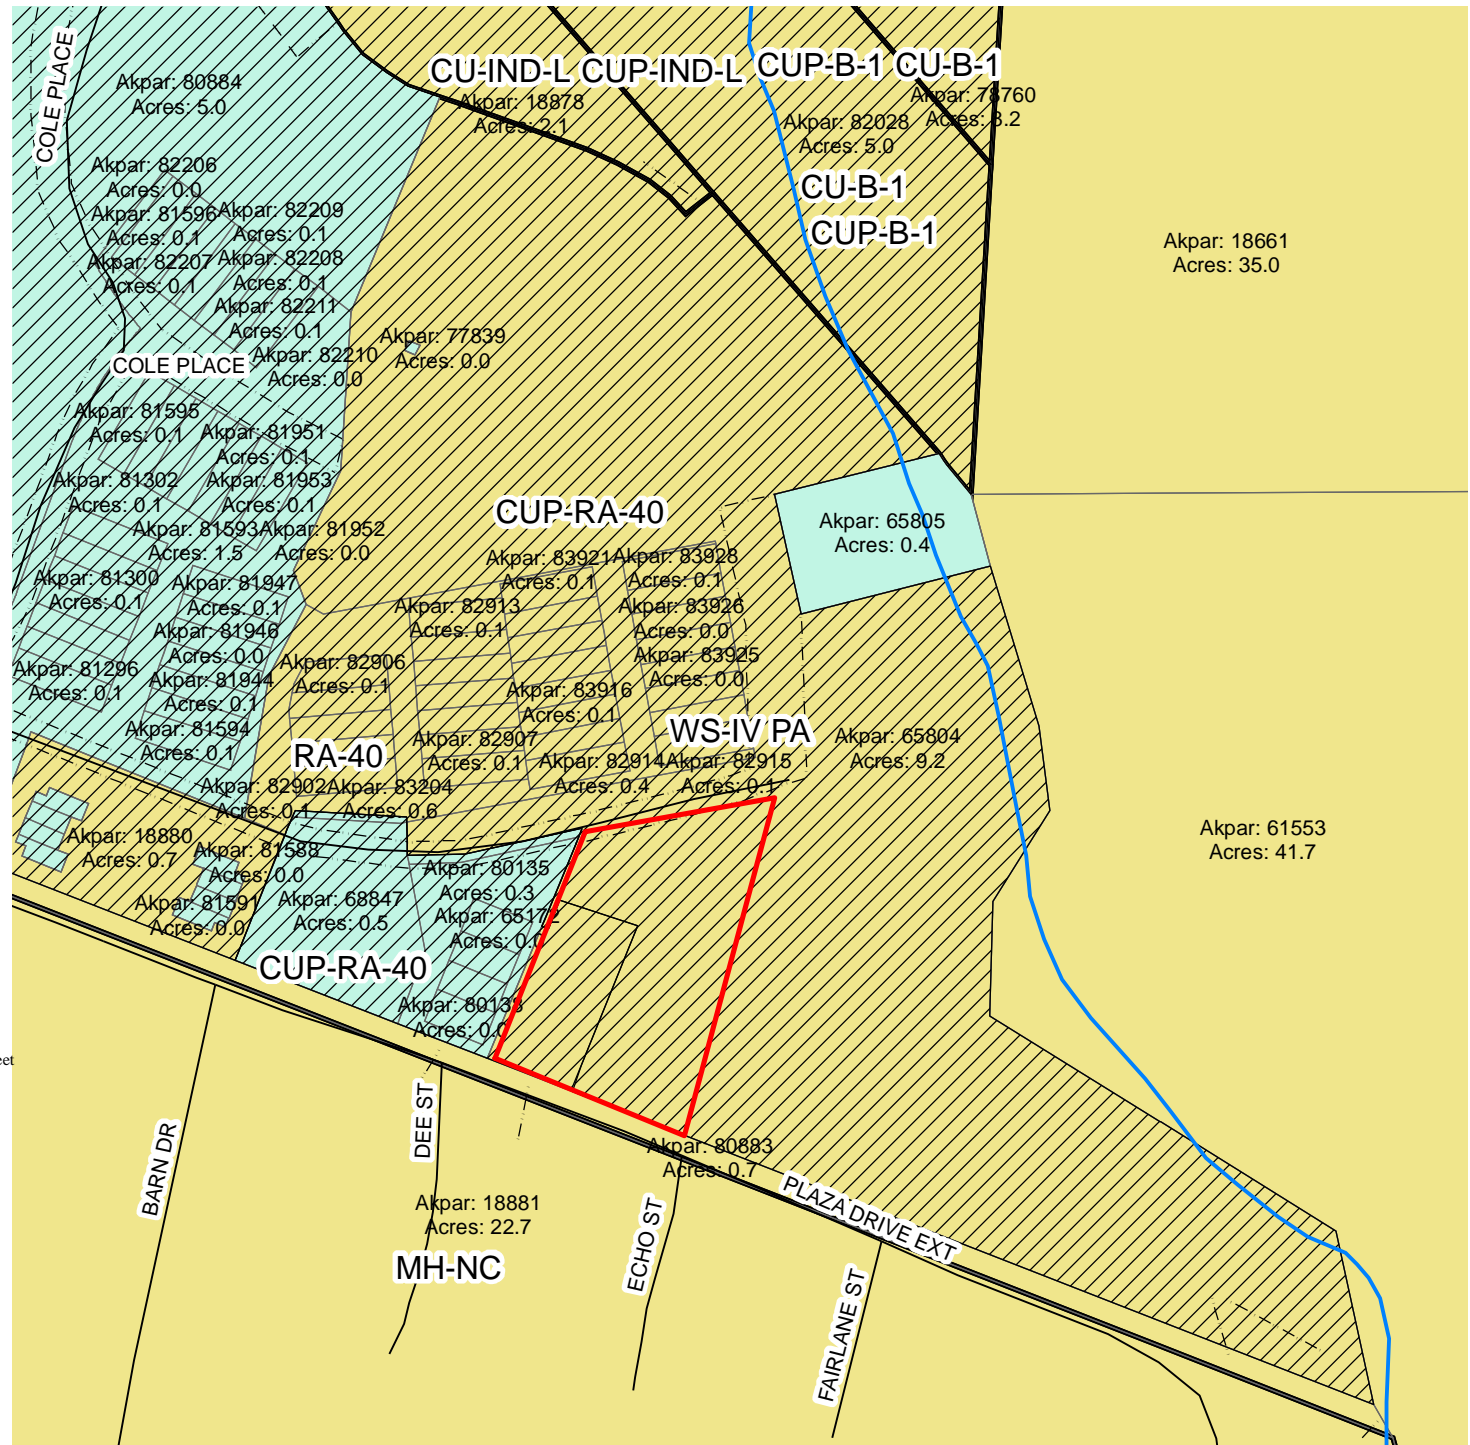 COLE PLACE
Akpar: 80884
Acres: 5.0
CU-IND-L
CUP-IND-L
CUP-B-1
CU-B-1
Akpar: 18878
Acres: 2.1
Akpar: 78760
Acres: 3.2
Akpar: 82028
Acres: 5.0
CU-B-1
CUP-B-1
Akpar: 18661
Acres: 35.0
Akpar: 82206
Acres: 0.0
Akpar: 81596
Acres: 0.1
Akpar: 82209
Acres: 0.1
Akpar: 82207
Acres: 0.1
Akpar: 82208
Acres: 0.1
Akpar: 82211
Acres: 0.1
Akpar: 82210
Acres: 0.0
Akpar: 77839
Acres: 0.0
COLE PLACE
Akpar: 81595
Acres: 0.1
Akpar: 81951
Acres: 0.1
Akpar: 81302
Acres: 0.1
Akpar: 81953
Acres: 0.1
Akpar: 81593
Acres: 1.5
Akpar: 81952
Acres: 0.0
CUP-RA-40
Akpar: 65805
Acres: 0.4
Akpar: 83921
Acres: 0.1
Akpar: 83928
Acres: 0.1
Akpar: 81300
Acres: 0.1
Akpar: 81947
Acres: 0.1
Akpar: 82913
Acres: 0.1
Akpar: 83926
Acres: 0.0
Akpar: 81946
Acres: 0.0
Akpar: 81296
Acres: 0.1
Akpar: 81944
Acres: 0.1
Akpar: 82906
Acres: 0.1
Akpar: 83925
Acres: 0.0
Akpar: 83916
Acres: 0.1
Akpar: 81594
Acres: 0.1
RA-40
Akpar: 82907
Acres: 0.1
WS-IV PA
Akpar: 65804
Acres: 9.2
Akpar: 82914
Acres: 0.4
Akpar: 82915
Acres: 0.1
Akpar: 82902
Acres: 0.1
Akpar: 83204
Acres: 0.6
Akpar: 18880
Acres: 0.7
Akpar: 81588
Acres: 0.0
Akpar: 61553
Acres: 41.7
Akpar: 80135
Acres: 0.3
Akpar: 81591
Acres: 0.0
Akpar: 68847
Acres: 0.5
Akpar: 65172
Acres: 0.0
CUP-RA-40
Akpar: 80138
Acres: 0.0
eet
BARN DR
DEE ST
Akpar: 80883
Acres: 0.7
PLAZA DRIVE EXT
Akpar: 18881
Acres: 22.7
ECHO ST
MH-NC
FAIRLANE ST